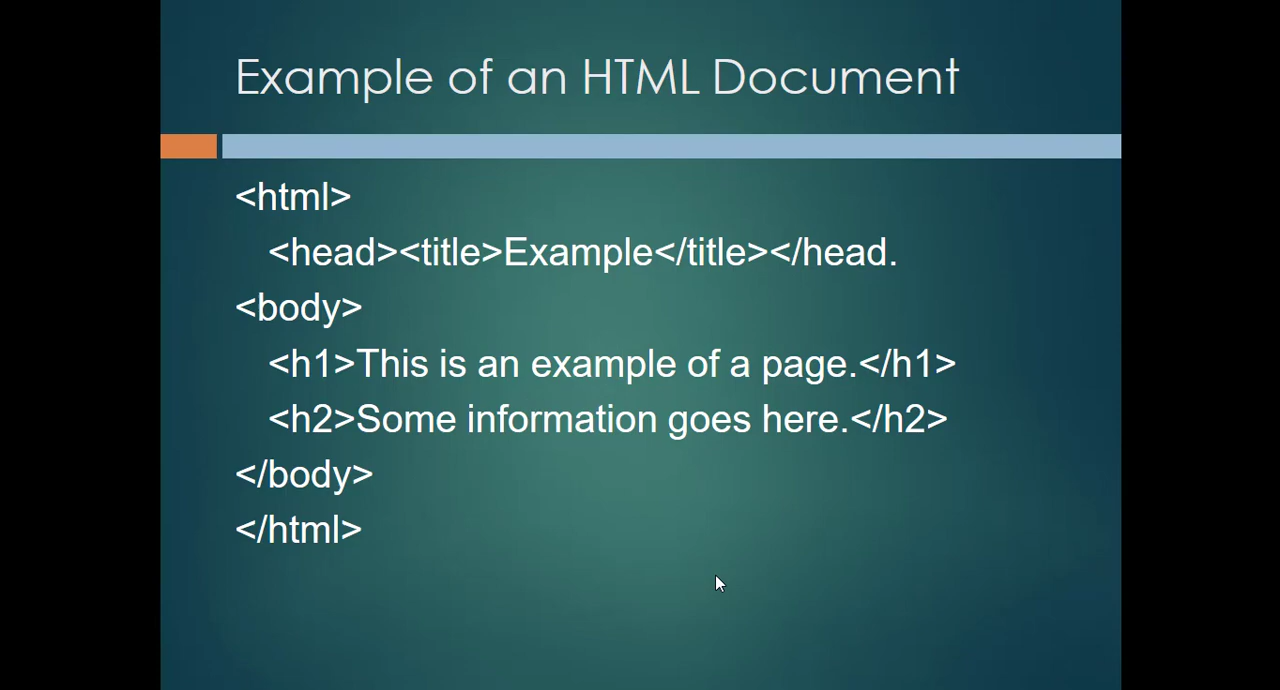 Example of an HTML Document
<html>
<head><title>Example</title></head.
<body>
<h1>This is an example of a page.</h1>
<h2>Some information goes here.</h2>
</body>
</html>